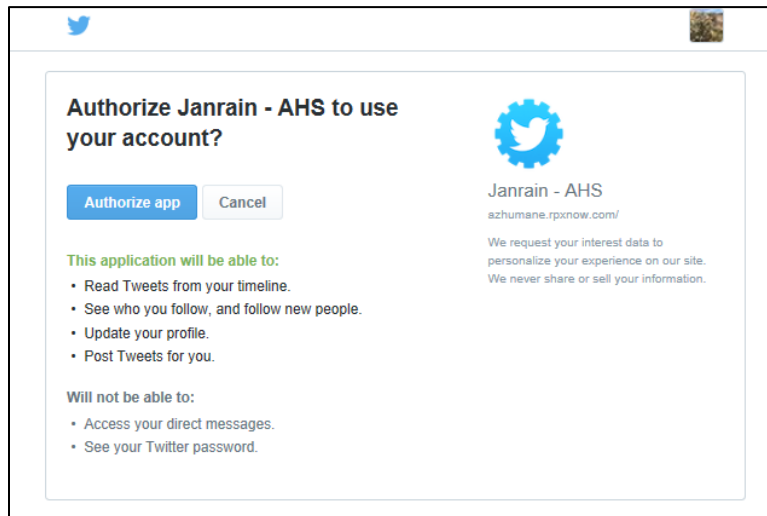 Authorize Janrain - AHS to use
your account?
Authorize app
Cancel
This application will be able to:
• Read Tweets from your timeline.
• See who you follow, and follow new people.
• Update your profile.
• Post Tweets for you.
Will not be able to:
• Access your direct messages.
• See your Twitter password.
Janrain - AHS
azhumane.rpxnow.com/
We request your interest data to
personalize your experience on our site.
We never share or sell your information.